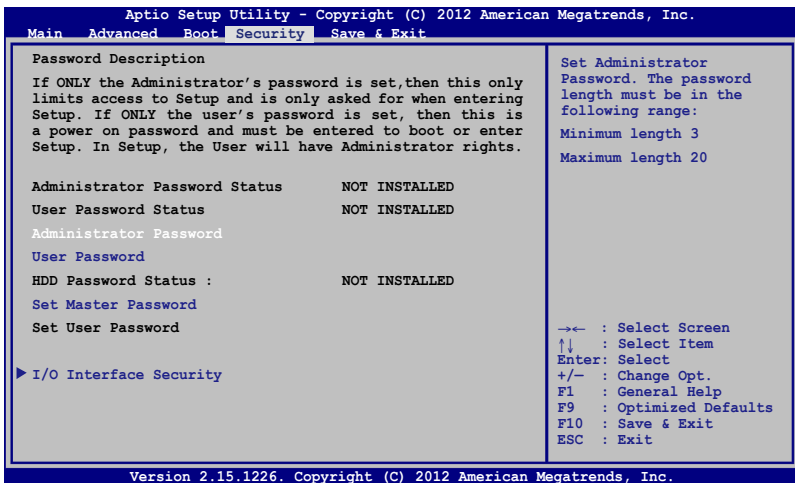 Aptio Setup Utility - Copyright (C) 2012 American Megatrends, Inc.
Main Advanced Boot Security Save & Exit
Password Description
If ONLY the Administrator's password is set,then this only
limits access to Setup and is only asked for when entering
Setup. If ONLY the user's password is set, then this is
a power on password and must be entered to boot or enter
Setup. In Setup, the User will have Administrator rights.
Administrator Password Status NOT INSTALLED
User Password Status NOT INSTALLED
Administrator Password
User Password
HDD Password Status : NOT INSTALLED
Set Master Password
Set User Password
I/O Interface Security
Set Administrator
Password. The password
length must be in the
following range:
Minimum length 3
Maximum length 20
→← : Select Screen
↑↓ : Select Item
Enter: Select
+/— : Change Opt.
F1 : General Help
F9 : Optimized Defaults
F10 : Save & Exit
ESC : Exit
Version 2.15.1226. Copyright (C) 2012 American Megatrends, Inc.